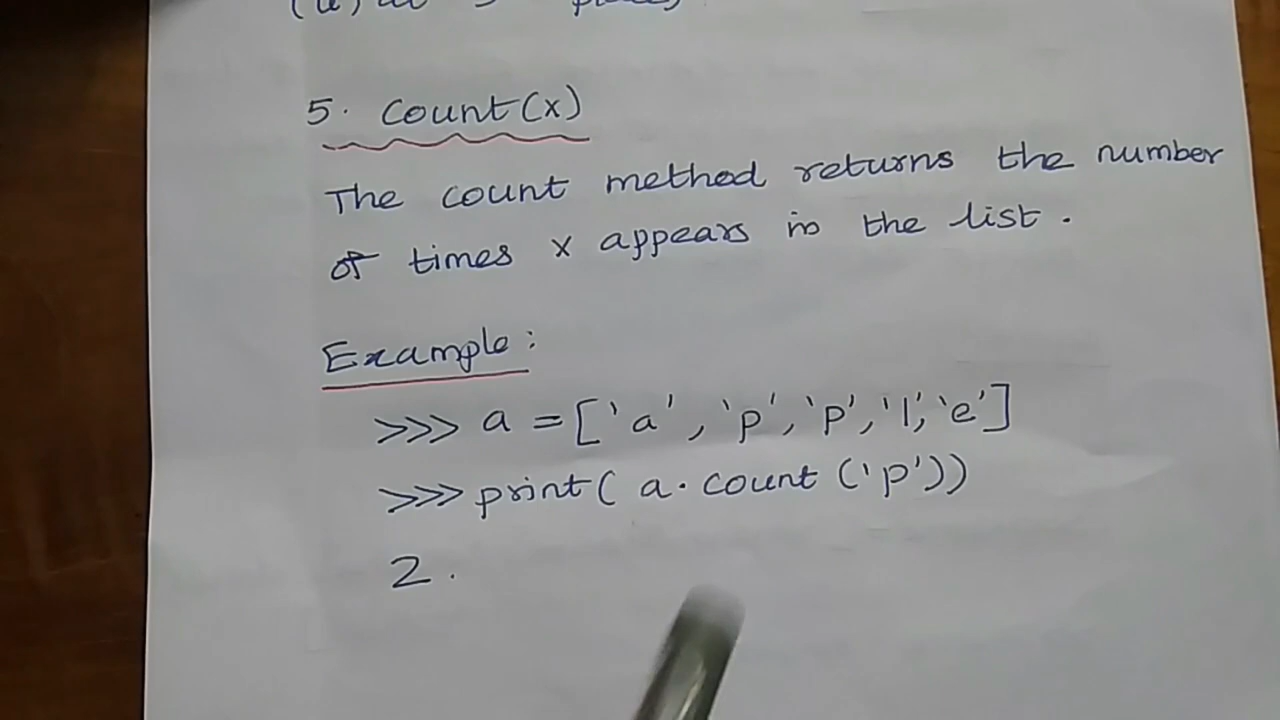 5. Count(x)
The count method returns the number
of times x appears in the list.
Example:
>>> a = ['a', 'p', 'p', 'l', 'e']
>>> print( a.count ('p'))
2.